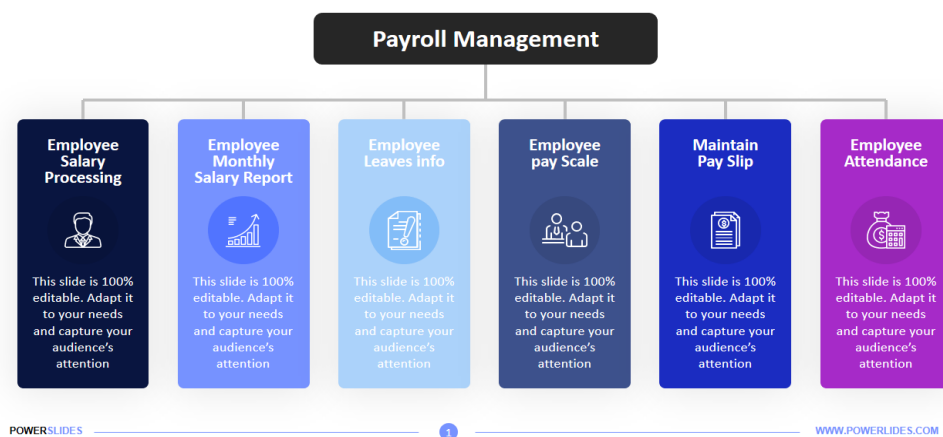 Payroll Management
Employee
Salary
Processing
This slide is 100%
editable. Adapt it
to your needs
and capture your
audience's
attention
Employee
Monthly
Salary Report
This slide is 100%
editable. Adapt it
to your needs
and capture your
audience's
attention
Employee
Leaves info
This slide is 100%
editable. Adapt it
to your needs
and capture your
audience's
attention
Employee
pay Scale
This slide is 100%
editable. Adapt it
to your needs
and capture your
audience's
attention
Maintain
Pay Slip
This slide is 100%
editable. Adapt it
to your needs
and capture your
audience's
attention
Employee
Attendance
This slide is 100%
editable. Adapt it
to your needs
and capture your
audience's
attention
POWERSLIDES
1
WWW.POWERLIDES.COM